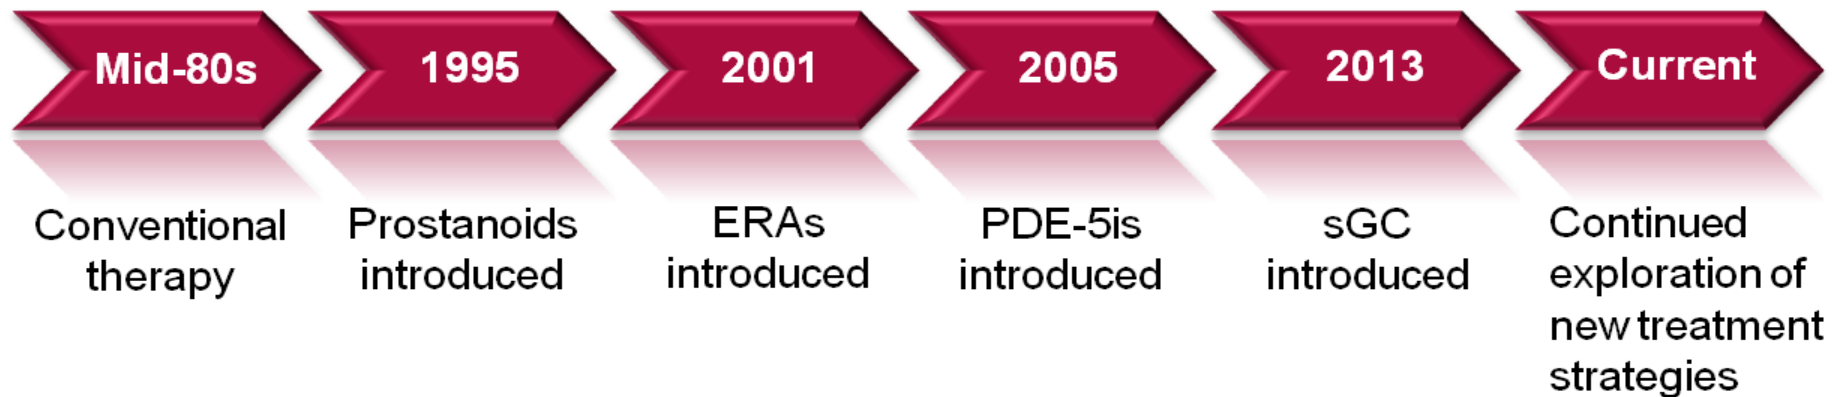 Mid-80s
Conventional
therapy
1995
Prostanoids
introduced
2001
ERAs
introduced
2005
PDE-5is
introduced
2013
sGC
introduced
Current
Continued
exploration of
new treatment
strategies